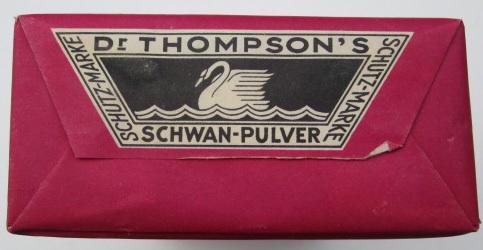 Dr THOMPSON'S
SCHUTZ-MARKE
SCHUTZ-MARKE
SCHWAN-PULVER